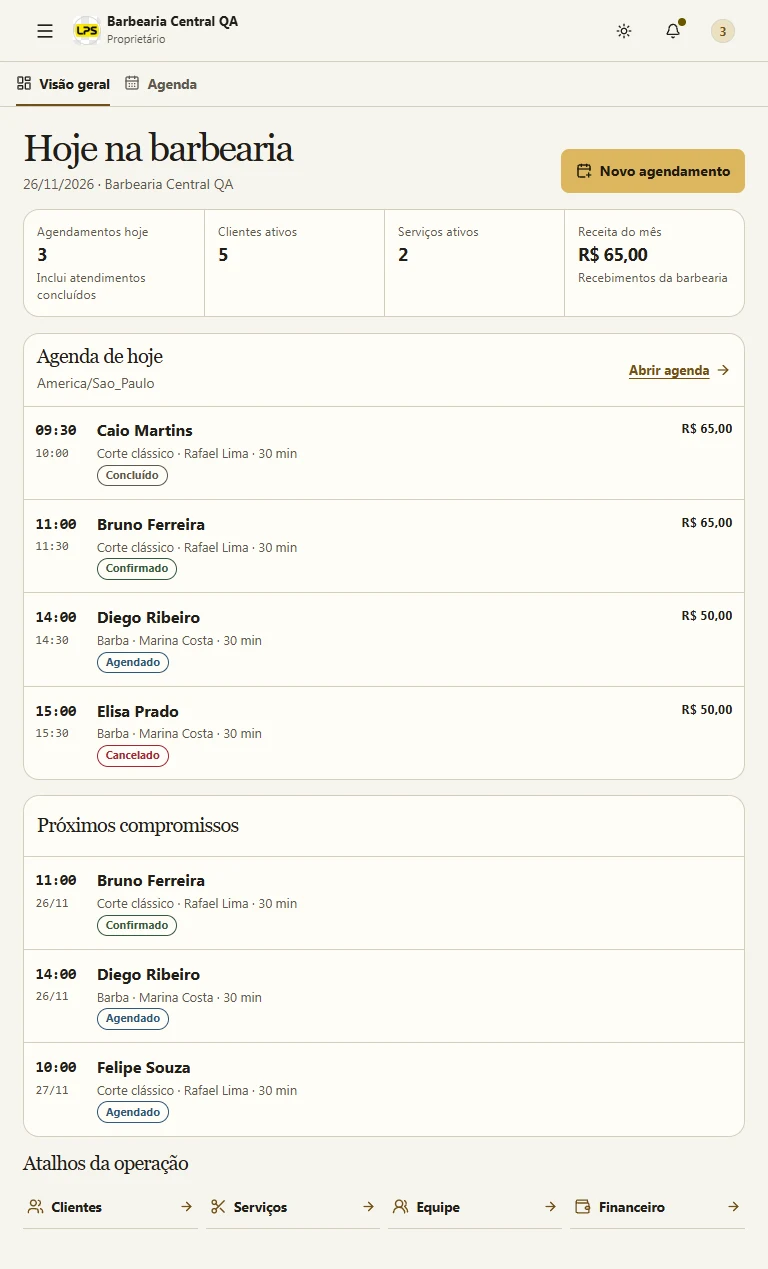 LPS
Barbearia Central QA
Proprietário
3
Visão geral
Agenda
Hoje na barbearia
26/11/2026 · Barbearia Central QA
Novo agendamento
Agendamentos hoje
3
Inclui atendimentos
concluídos
Clientes ativos
5
Serviços ativos
2
Receita do mês
R$ 65,00
Recebimentos da barbearia
Agenda de hoje
America/Sao_Paulo
Abrir agenda
09:30 Caio Martins R$ 65,00
10:00 Corte clássico · Rafael Lima · 30 min
Concluído
11:00 Bruno Ferreira R$ 65,00
11:30 Corte clássico · Rafael Lima · 30 min
Confirmado
14:00 Diego Ribeiro R$ 50,00
14:30 Barba · Marina Costa · 30 min
Agendado
15:00 Elisa Prado R$ 50,00
15:30 Barba · Marina Costa · 30 min
Cancelado
Próximos compromissos
11:00 Bruno Ferreira
26/11 Corte clássico · Rafael Lima · 30 min
Confirmado
14:00 Diego Ribeiro
26/11 Barba · Marina Costa · 30 min
Agendado
10:00 Felipe Souza
27/11 Corte clássico · Rafael Lima · 30 min
Agendado
Atalhos da operação
Clientes
Serviços
Equipe
Financeiro